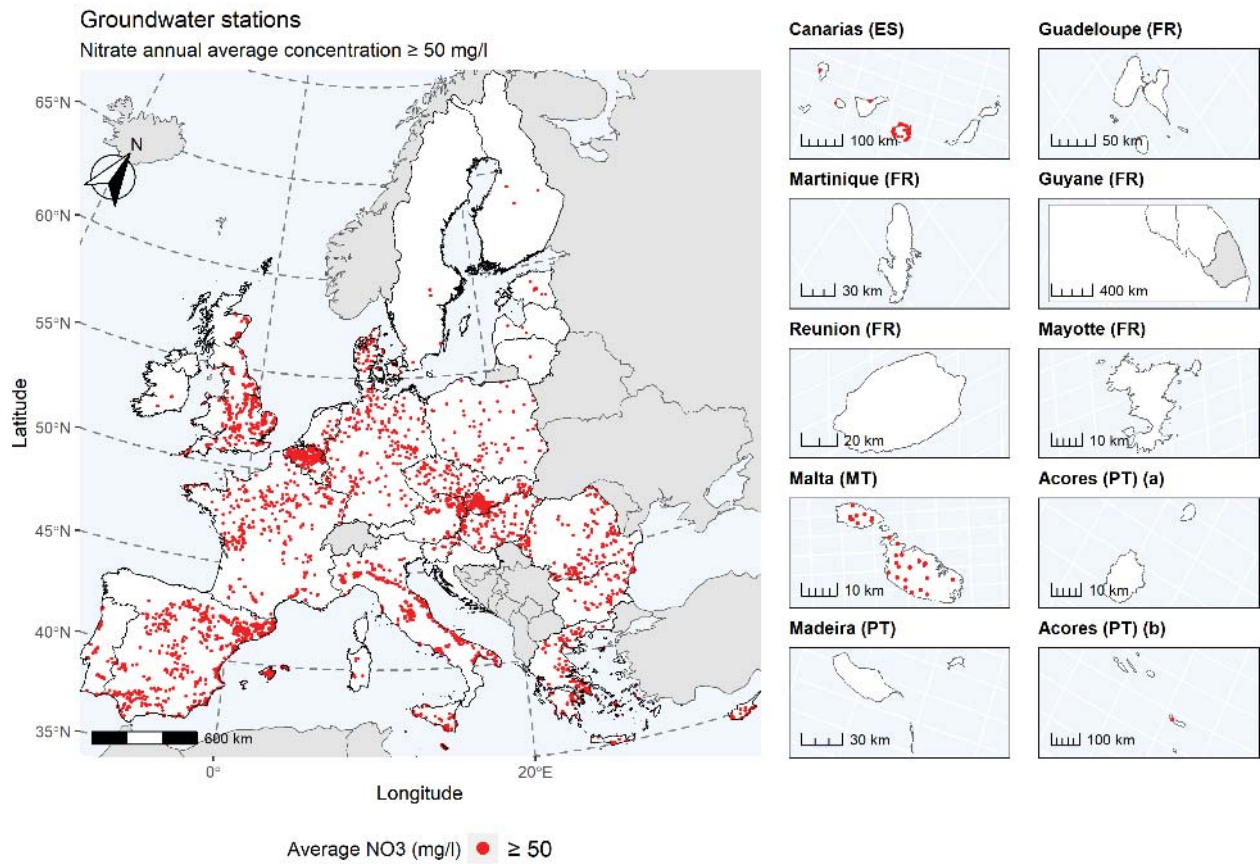 Groundwater stations
Nitrate annual average concentration ≥ 50 mg/l
65°N
60°N
55°N
50°N
45°N
40°N
35°N
Latitude
N
600 km
0°
20°E
Longitude
Average NO3 (mg/l)
≥ 50
Canarias (ES)
100 km
Guadeloupe (FR)
50 km
Martinique (FR)
30 km
Guyane (FR)
400 km
Reunion (FR)
20 km
Mayotte (FR)
10 km
Malta (MT)
10 km
Acores (PT) (a)
10 km
Madeira (PT)
30 km
Acores (PT) (b)
100 km